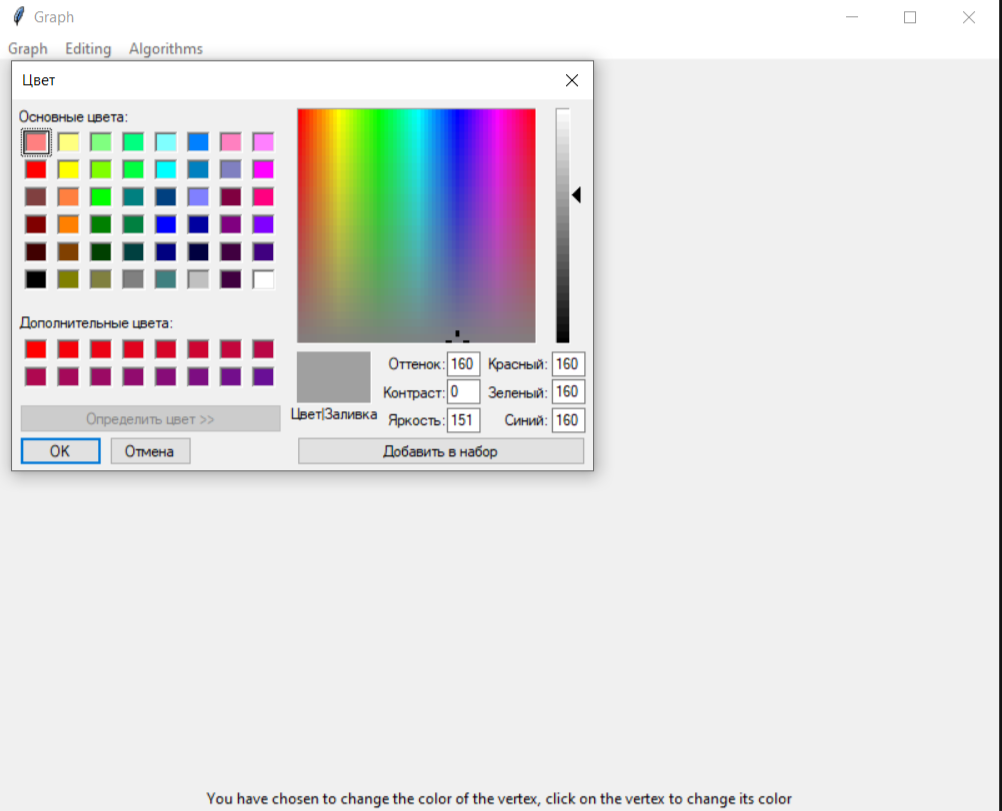 Graph
Graph Editing Algorithms
Цвет
Основные цвета:
Дополнительные цвета:
Определить цвет >>
OK Отмена
Цвет|Заливка
Оттенок: 160 Красный: 160
Контраст: 0 Зеленый: 160
Яркость: 151 Синий: 160
Добавить в набор
You have chosen to change the color of the vertex, click on the vertex to change its color